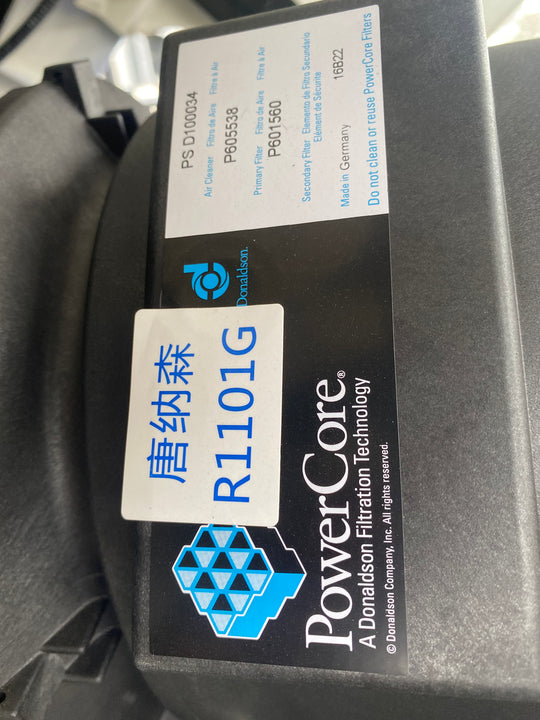 唐纳森
R1101G
Donaldson.
PowerCore®
A Donaldson Filtration Technology
© Donaldson Company, Inc. All rights reserved.
PS D100034
Air Cleaner Filtro de Aire Filtre à Air
P605538
Primary Filter Filtro de Aire Filtre à Air
P601560
Secondary Filter Elemento de Filtro Secundario
Elément de Sécurité
Made in Germany 16B22
Do not clean or reuse PowerCore Filters